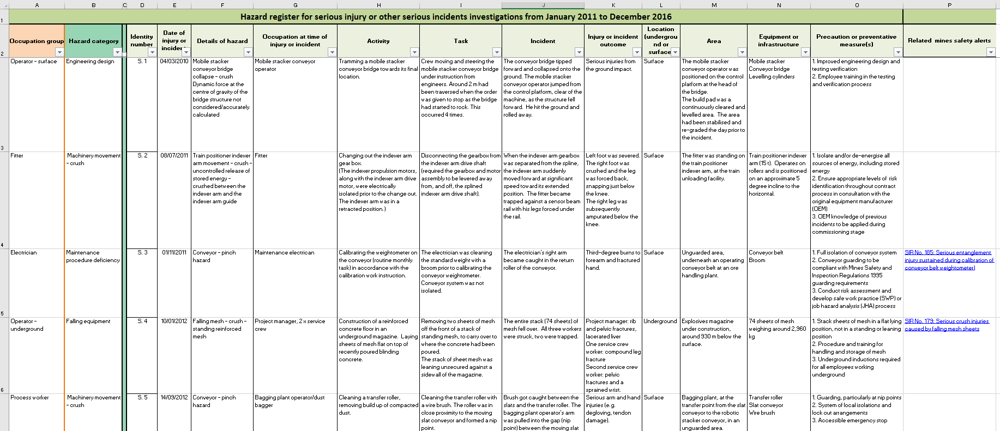 A B C D E F G H I J K L M N O P
1
Hazard register for serious injury or other serious incidents investigations from January 2011 to December 2016
2
Occupation group
Hazard category
Identity
number
Date of
injury or
incident
Details of hazard
Occupation at time of
injury or incident
Activity
Task
Incident
Injury or incident
outcome
Location
(undergrou
nd or
surface
Area
Equipment or
infrastructure
Precaution or preventative
measure(s)
Related mines safety alerts
3
Operator - surface
Engineering design
S. 1
04/03/2010
Mobile stacker
conveyor bridge
collapse - crush
Dynamic force at the
centre of gravity of the
bridge structure not
considered/accurately
calculated
Mobile stacker conveyor
operator
Tramming a mobile stacker
conveyor bridge towards its final
location.
Crew moving and steering the
mobile stacker conveyor bridge
under instruction from
engineers. Around 2 m had
been traversed when the order
was given to stop as the bridge
had started to rock. This
occurred 4 times.
The conveyor bridge tipped
forward and collapsed onto the
ground. The mobile stacker
conveyor operator jumped from
the control platform, clear of the
machine, as the structure fell
forward. He hit the ground and
rolled away.
Serious injuries from
the ground impact.
Surface
The mobile stacker
conveyor operator was
positioned on the control
platform at the head of
the bridge.
The build pad was a
continuously cleared and
levelled area. The area
had been stabilised and
re-graded the day prior to
the incident.
Mobile stacker
Conveyor bridge
Levelling cylinders
1. Improved engineering design and
testing verification
2. Employee training in the testing
and verification process
4
Fitter
Machinery movement
- crush
S. 2
08/07/2011
Train positioner indexer
arm movement - crush -
uncontrolled release of
stored energy -
crushed between the
indexer arm and the
indexer arm guide
Fitter
Changing out the indexer arm
gear box.
(The indexer propulsion motors,
along with the indexer arm drive
motor, were electrically
isolated prior to the change out.
The indexer arm was in a
retracted position.)
Disconnecting the gearbox from
the indexer arm drive shaft
(required the gearbox and motor
assembly to be levered away
from, and off, the splined
indexer arm drive shaft).
When the indexer arm gearbox
was separated from the spline,
the indexer arm suddenly
moved forward at significant
speed toward its extended
position. The fitter became
trapped against a sensor beam
rail with his legs forced under
the rail.
Left foot was severed.
The right foot was
crushed and the leg
was forced back,
snapping just below
the knee.
The right leg was
subsequently
amputated below the
knee.
Surface
The fitter was standing on
the train positioner
indexer arm, at the train
unloading facility.
Train positioner indexer
arm (15 t). Operates on
rollers and is positioned
on an approximate 5
degree incline to the
horizontal.
1. Isolate and/or de-energise all
sources of energy, including stored
energy
2. Ensure appropriate levels of risk
identification throughout contract
process in consultation with the
original equipment manufacturer
(OEM)
3. OEM knowledge of previous
incidents to be applied during
commissioning stage
5
Electrician
Maintenance
procedure deficiency
S. 3
01/11/2011
Conveyor - pinch
hazard
Maintenance electrican
Calibrating the weightometer on
the conveyor (routine monthly
task) in accordance with the
calibration work instruction.
The electrician was cleaning
the standard weight with a
broom prior to calibrating the
conveyor weightometer.
Conveyor system was not
isolated.
The electrician's right arm
became caught in the return
roller of the conveyor.
Third-degree burns to
forearm and fractured
hand.
Surface
Unguarded area,
underneath an operating
conveyor belt at an ore
handling plant.
Conveyor belt
Broom
1. Full isolation of conveyor system
2. Conveyor guarding to be
compliant with Mines Safety and
Inspection Regulations 1995
guarding requirements
3. Conduct risk assessment and
develop safe work practice (SWP) or
job hazard analysis (JHA) process
SIR No. 185: Serious entanglement
injury sustained during calibration of
conveyor belt weightometer)
6
Operator -
underground
Falling equipment
S. 4
10/01/2012
Falling mesh - crush -
standing reinforced
mesh
Project manager, 2 x service
crew
Construction of a reinforced
concrete floor in an
underground magazine. Laying
sheets of mesh flat on top of
recently poured blinding
concrete.
Removing two sheets of mesh
off the front of a stack of
standing mesh, to carry over to
where the concrete had been
poured.
The stack of sheet mesh was
leaning unsecured against a
sidewall of the magazine.
The entire stack (74 sheets) of
mesh fell over. All three workers
were struck, two were trapped.
Project manager: rib
and pelvic fractures,
lacerated liver
One service crew
worker: compound leg
fracture
Second service crew
worker: pelvic
fractures and a
sprained wrist.
Underground
Explosives magazine
under construction,
around 930 m below the
surface.
74 sheets of mesh
weighing around 2,960
kg
1. Stack sheets of mesh in a flat lying
position, not in a standing or leaning
position
2. Procedure and training for
handling and storage of mesh
3. Underground inductions required
for all employees working
underground
SIR No. 179: Serious crush injuries
caused by falling mesh sheets
Process worker
Machinery movement
- crush
S. 5
14/09/2012
Conveyor - pinch
hazard
Bagging plant operator/dust
bagger
Cleaning a transfer roller,
removing build up of compacted
dust.
Cleaning the transfer roller with
a wire brush. The roller was in
close proximity to the moving
slat conveyor and formed a nip
point.
Brush got caught between the
slats and the transfer roller. The
bagging plant operator's arm
was pulled into the gap (nip
point) between the moving slat
Serious arm and hand
injuries (e.g.
degloving, tendon
damage).
Surface
Bagging plant, at the
transfer point from the slat
conveyor to the robotic
stacker conveyor, in an
unguarded area.
Transfer roller
Slat conveyor
Wire brush
1. Guarding, particularly at nip points
2. System of local isolations and
lock out arrangements
3. Accessible emergency stop